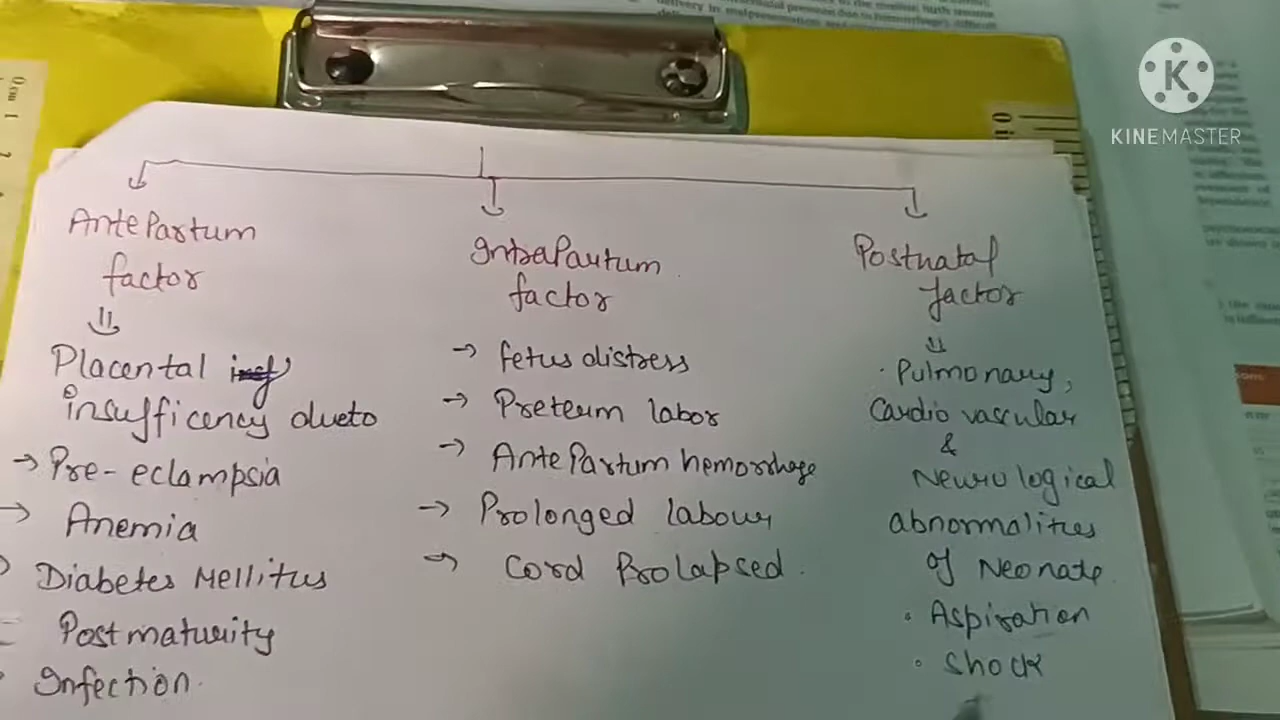 KINEMASTER
AntePartum
factor
Placental
insufficency dueto
→ Pre-eclampsia
→ Anemia
Diabetes Mellitus
Postmaturity
Infection.
IntraPartum
factor
→ fetus distress
→ Preterm labor
→ AntePartum hemorrhage
→ Prolonged labour
→ Cord Prolapsed.
Postnatal
factor
· Pulmonary,
Cardio vascular
&
Neurological
abnormalities
of Neonate.
· Aspiration
· Shock